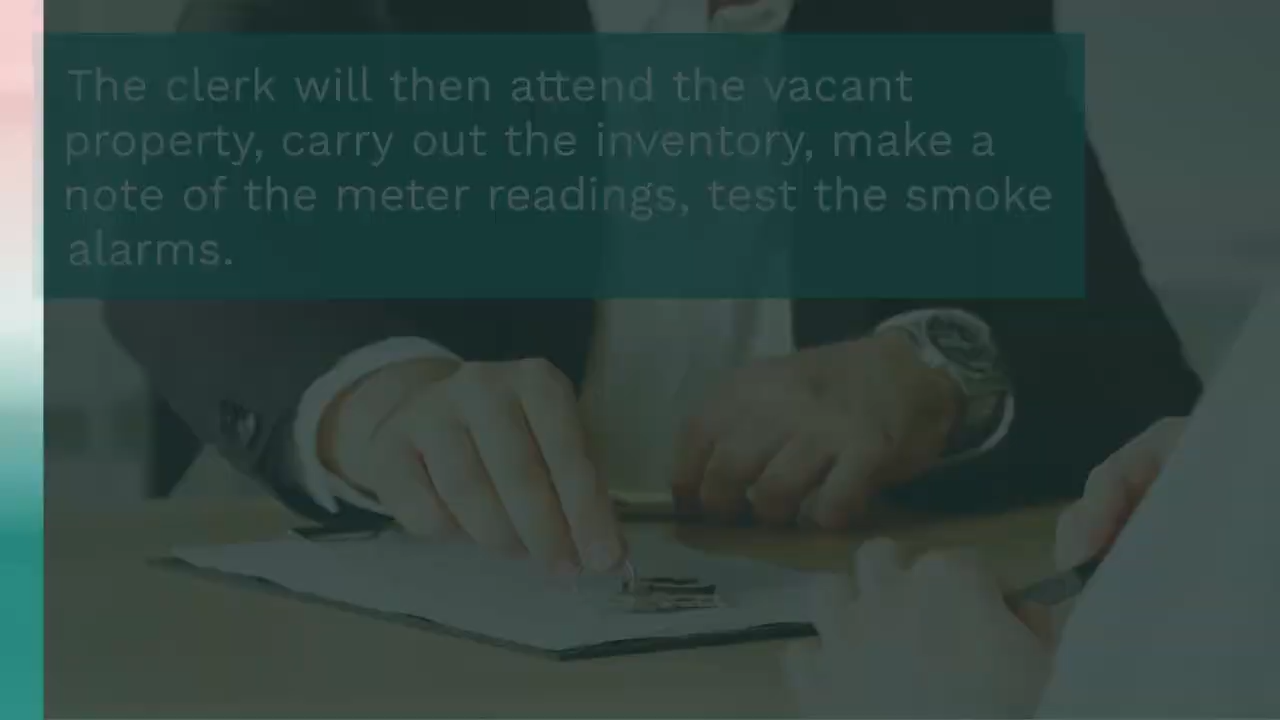 The clerk will then attend the vacant
property, carry out the inventory, make a
note of the meter readings, test the smoke
alarms.